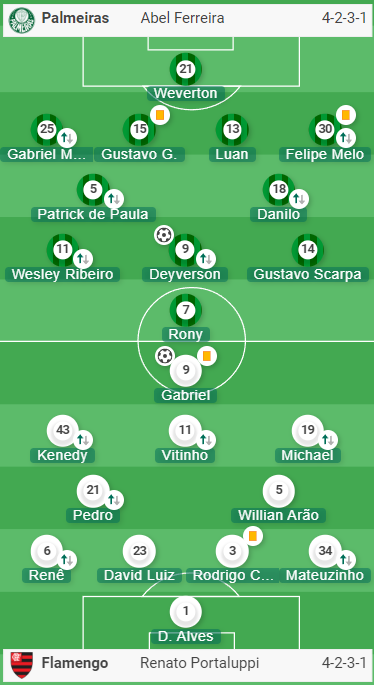 Palmeiras Abel Ferreira 4-2-3-1
21
Weverton
25 15 13 30
Gabriel M... Gustavo G. Luan Felipe Melo
5 18
Patrick de Paula Danilo
11 9 14
Wesley Ribeiro Deyverson Gustavo Scarpa
7
Rony
9
Gabriel
43 11 19
Kenedy Vitinho Michael
21 5
Pedro Willian Arão
6 23 3 34
Renê David Luiz Rodrigo C... Mateuzinho
1
D. Alves
Flamengo Renato Portaluppi 4-2-3-1